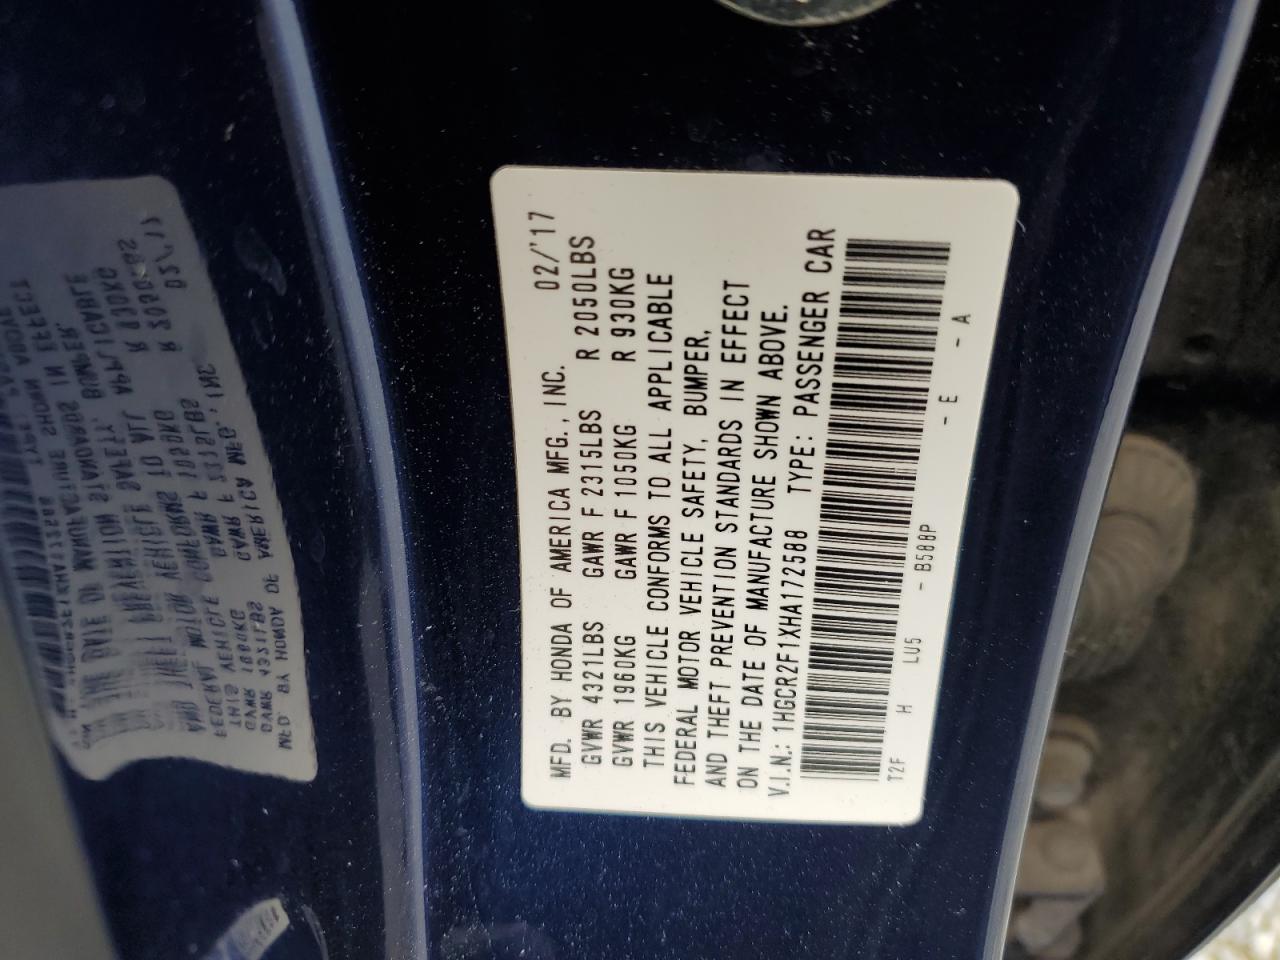 MFD. BY HONDA OF AMERICA MFG., INC. 02/'17
GVWR 4321LBS GAWR F 2315LBS R 2050LBS
GVWR 1960KG GAWR F 1050KG R 930KG
THIS VEHICLE CONFORMS TO ALL APPLICABLE
FEDERAL MOTOR VEHICLE SAFETY, BUMPER,
AND THEFT PREVENTION STANDARDS IN EFFECT
ON THE DATE OF MANUFACTURE SHOWN ABOVE.
V.I.N.: 1HGCR2F1XHA172588 TYPE: PASSENGER CAR
T2F H LU5 - B588P - E - A